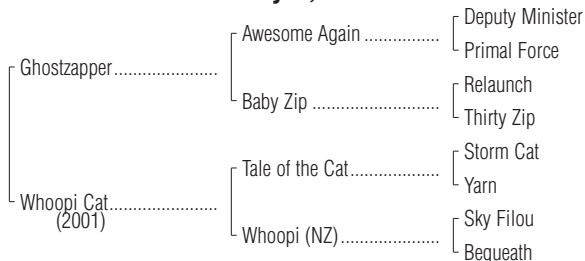 Deputy Minister
Awesome Again
Primal Force
Ghostzapper
Relaunch
Baby Zip
Thirty Zip
Storm Cat
Tale of the Cat
Yarn
Whoopi Cat
(2001)
Sky Filou
Whoopi (NZ)
Bequeath